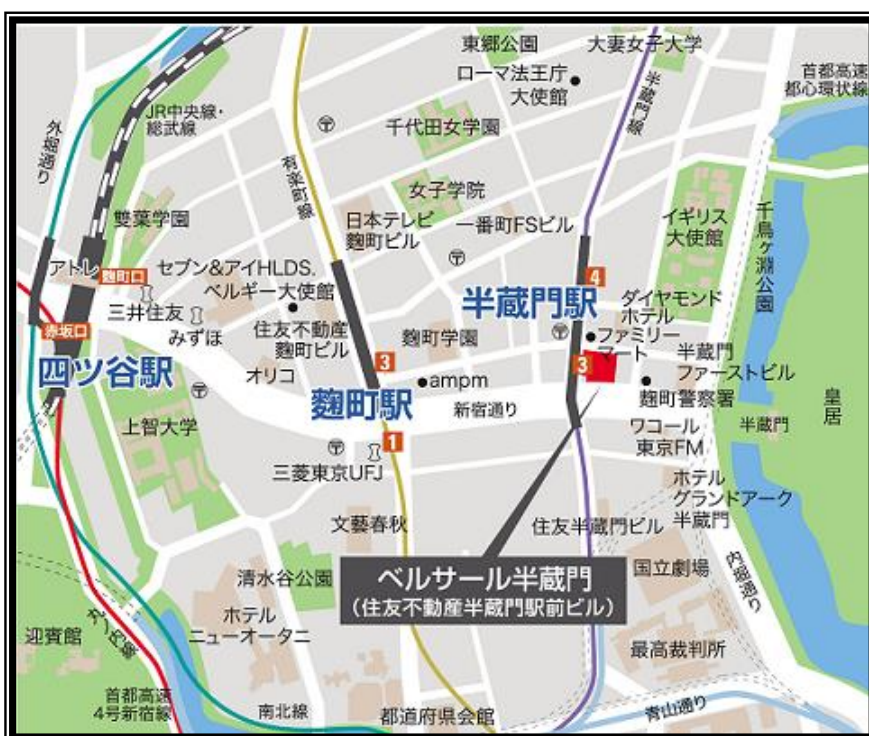 東郷公園
大妻女子大学
ローマ法王庁
大使館
首都高速
都心環状線
JR中央線・
総武線
外堀通り
半蔵門線
千代田女学園
有楽町線
女子学院
雙葉学園
日本テレビ
麹町ビル
一番町FSビル
イギリス
大使館
千鳥ヶ淵公園
アトレ
麹町口
セブン&アイHLDS.
ベルギー大使館
半蔵門駅
4
ダイヤモンド
ホテル
三井住友
みずほ
赤坂口
住友不動産
麹町ビル
麹町学園
ファミリー
マート
半蔵門
ファーストビル
3
3
四ツ谷駅
オリコ
麹町駅
ampm
新宿通り
麹町警察署
皇居
上智大学
1
ワコール
東京FM
半蔵門
三菱東京UFJ
ホテル
グランドアーク
半蔵門
文藝春秋
住友半蔵門ビル
内堀通り
清水谷公園
ベルサール半蔵門
(住友不動産半蔵門駅前ビル)
国立劇場
ホテル
ニューオータニ
迎賓館
丸ノ内線
最高裁判所
首都高速
4号新宿線
南北線
都道府県会館
青山通り